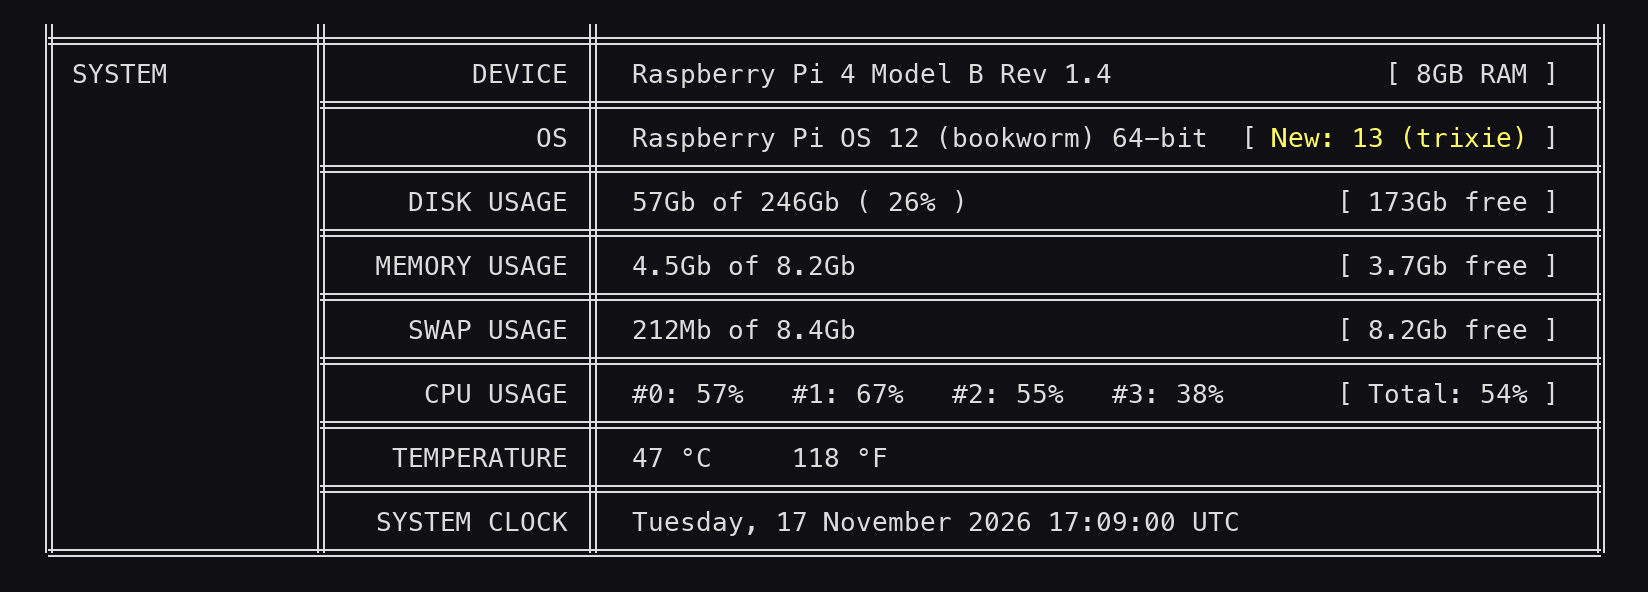 SYSTEM DEVICE Raspberry Pi 4 Model B Rev 1.4 [ 8GB RAM ]
OS Raspberry Pi OS 12 (bookworm) 64-bit [ New: 13 (trixie) ]
DISK USAGE 57Gb of 246Gb ( 26% ) [ 173Gb free ]
MEMORY USAGE 4.5Gb of 8.2Gb [ 3.7Gb free ]
SWAP USAGE 212Mb of 8.4Gb [ 8.2Gb free ]
CPU USAGE #0: 57% #1: 67% #2: 55% #3: 38% [ Total: 54% ]
TEMPERATURE 47 °C 118 °F
SYSTEM CLOCK Tuesday, 17 November 2026 17:09:00 UTC